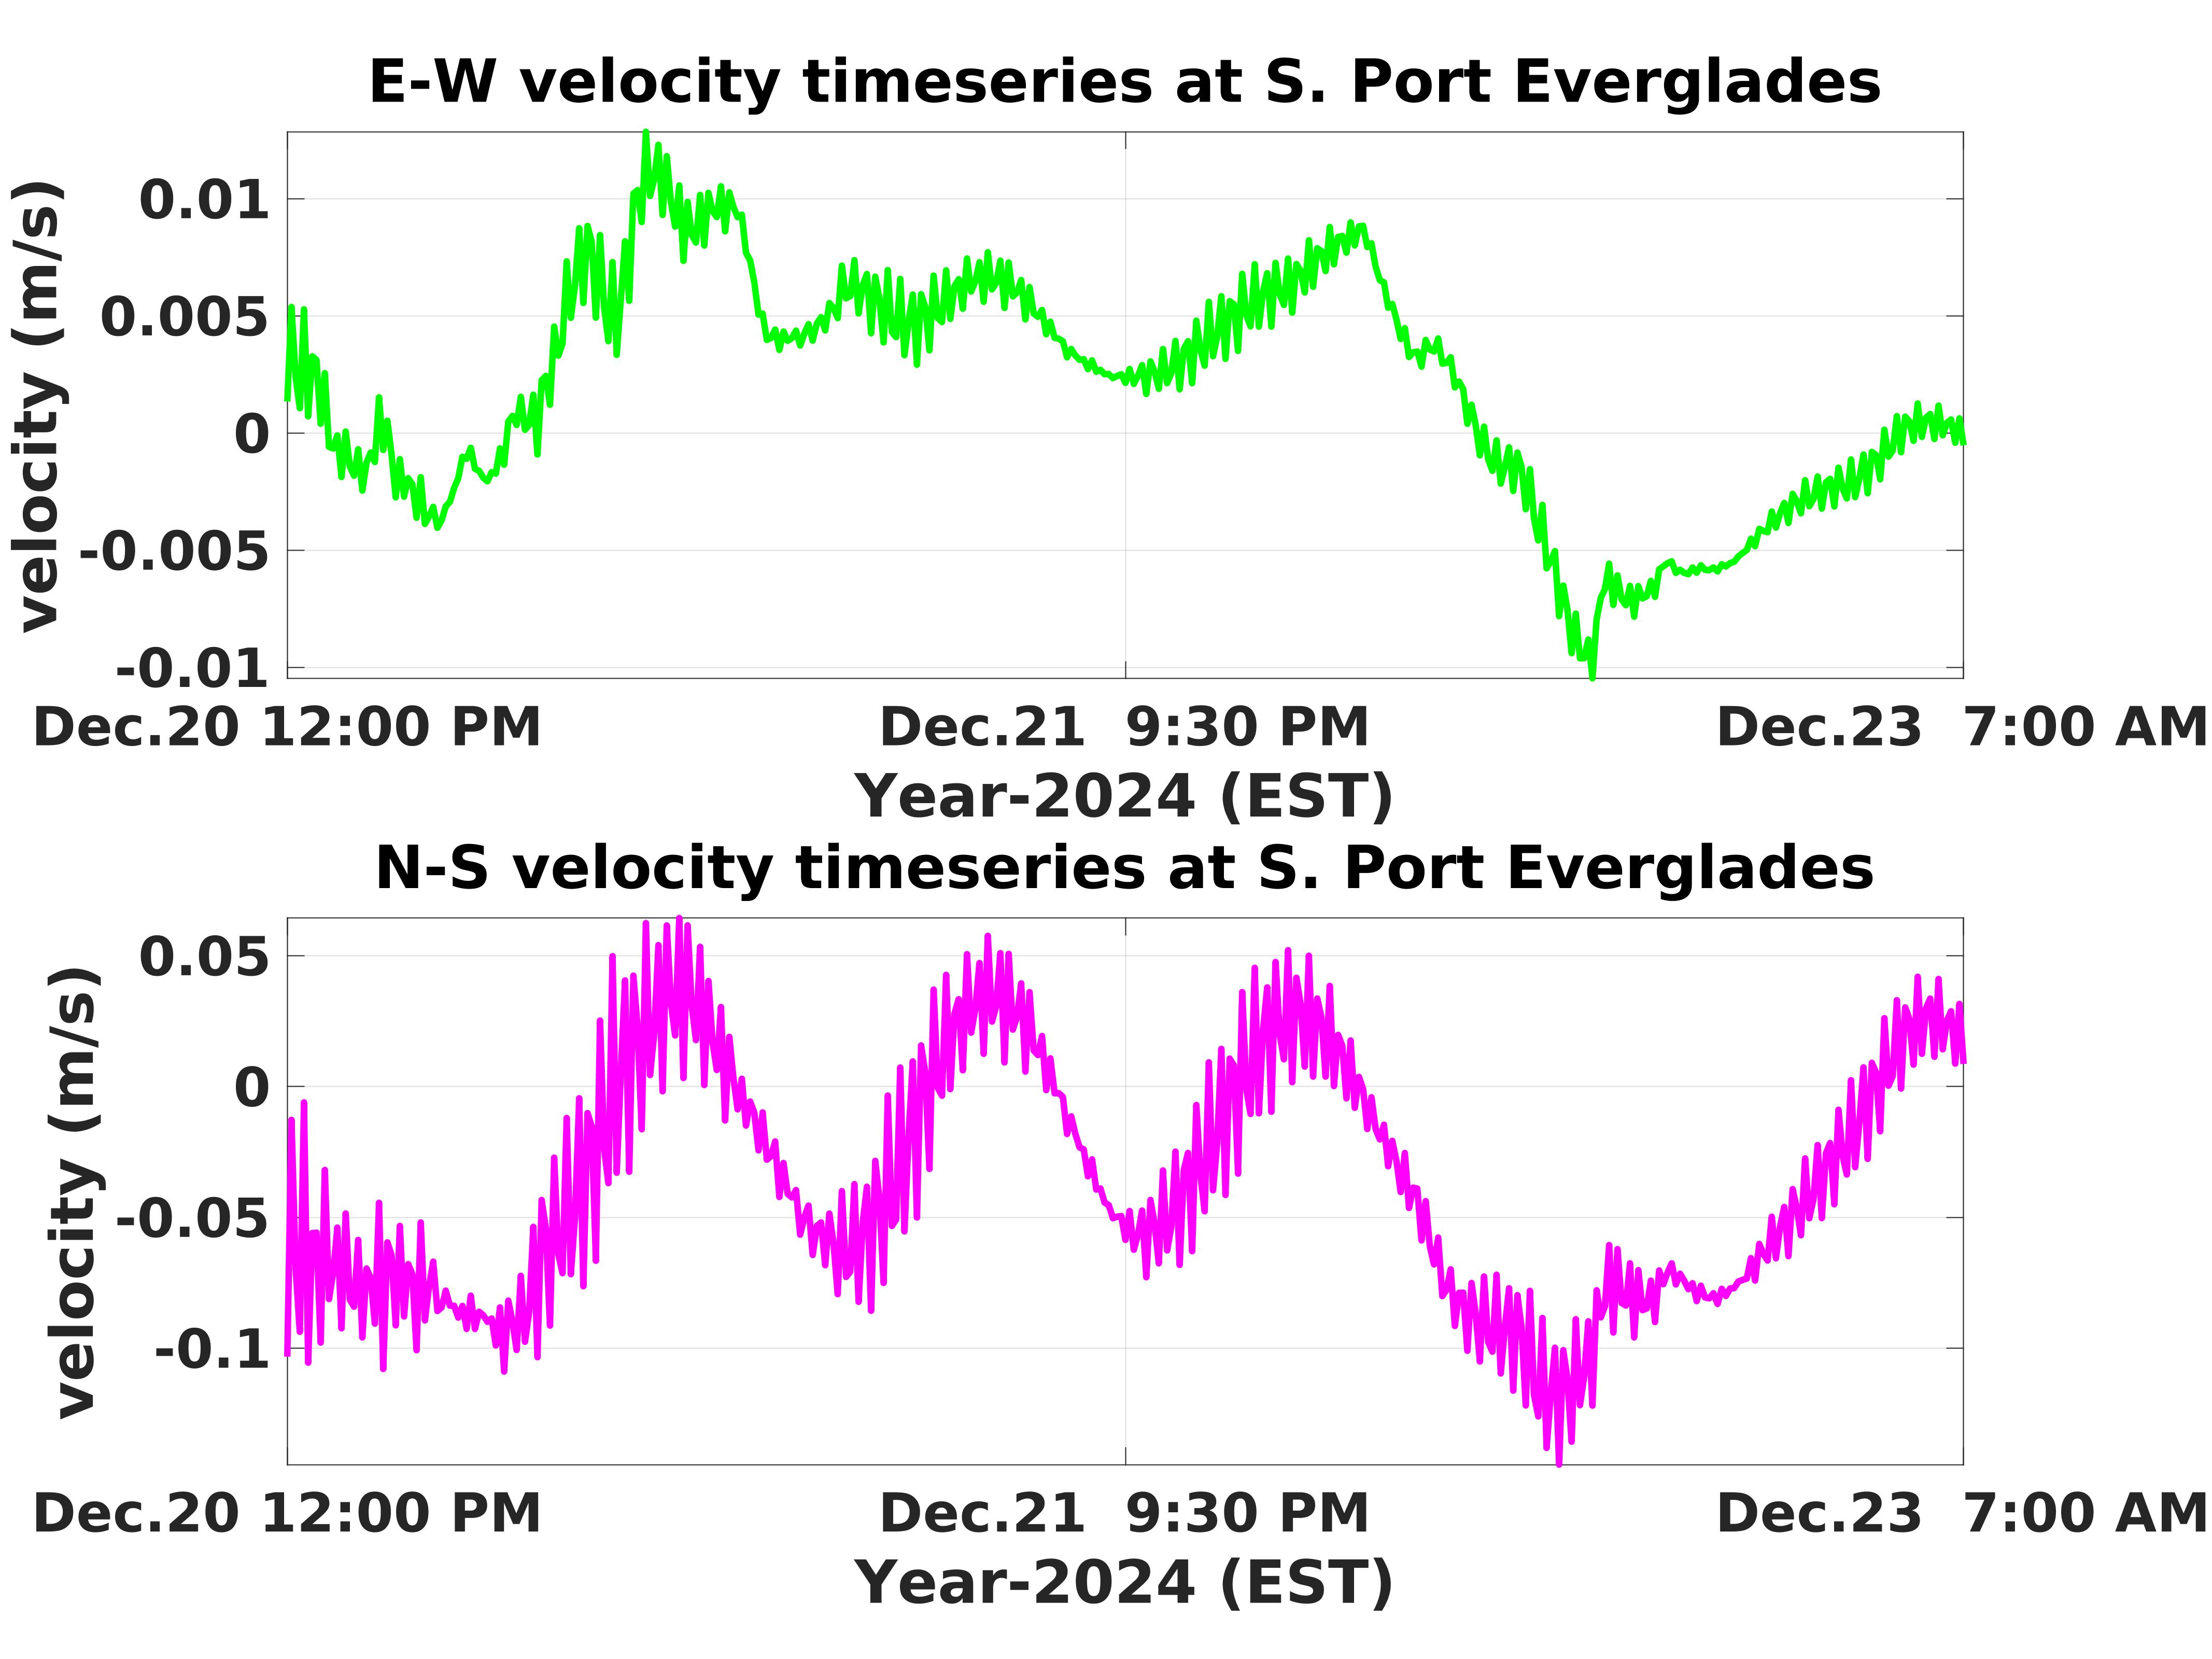 E-W velocity timeseries at S. Port Everglades
velocity (m/s)
0.01
0.005
0
-0.005
-0.01
Dec.20 12:00 PM Dec.21 9:30 PM Dec.23 7:00 AM
Year-2024 (EST)
N-S velocity timeseries at S. Port Everglades
velocity (m/s)
0.05
0
-0.05
-0.1
Dec.20 12:00 PM Dec.21 9:30 PM Dec.23 7:00 AM
Year-2024 (EST)